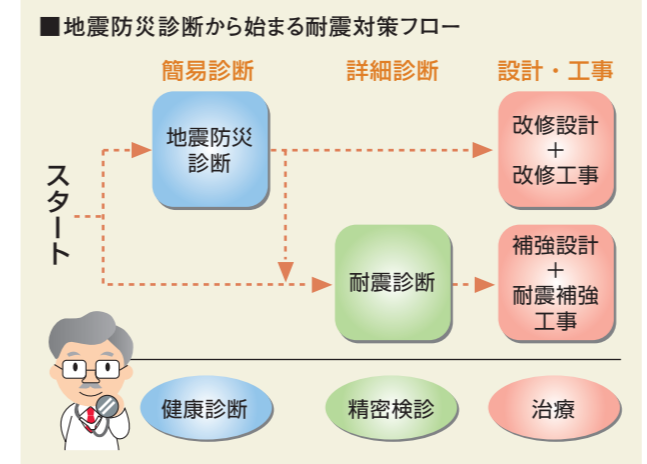 ■地震防災診断から始まる耐震対策フロー
簡易診断
詳細診断
設計・工事
スタート
地震防災
診断
改修設計
＋
改修工事
耐震診断
補強設計
＋
耐震補強
工事
健康診断
精密検診
治療